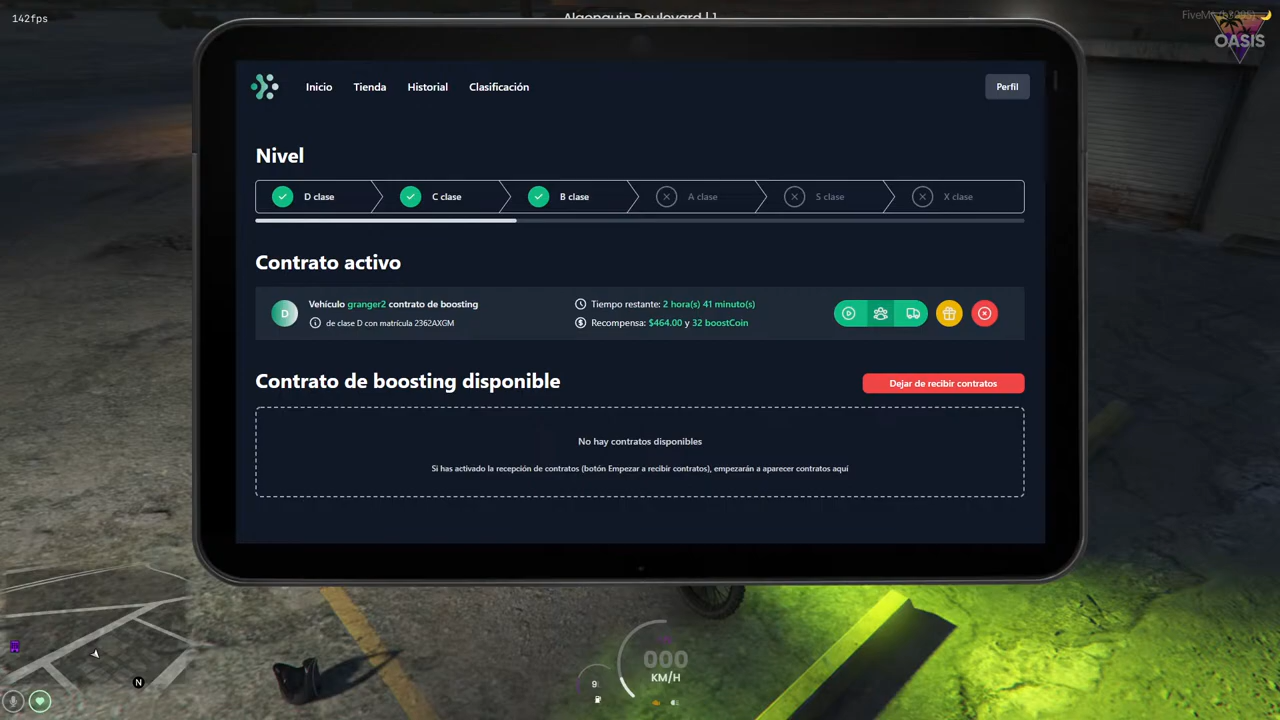 142fps
Algonquin Boulevard | 1
OASIS
Inicio
Tienda
Historial
Clasificación
Perfil
Nivel
D clase
C clase
B clase
A clase
S clase
X clase
Contrato activo
D
Vehículo granger2 contrato de boosting
de clase D con matrícula 2362AXGM
Tiempo restante: 2 hora(s) 41 minuto(s)
Recompensa: $464.00 y 32 boostCoin
Contrato de boosting disponible
Dejar de recibir contratos
No hay contratos disponibles
Si has activado la recepción de contratos (botón Empezar a recibir contratos), empezarán a aparecer contratos aquí
N
000
KM/H